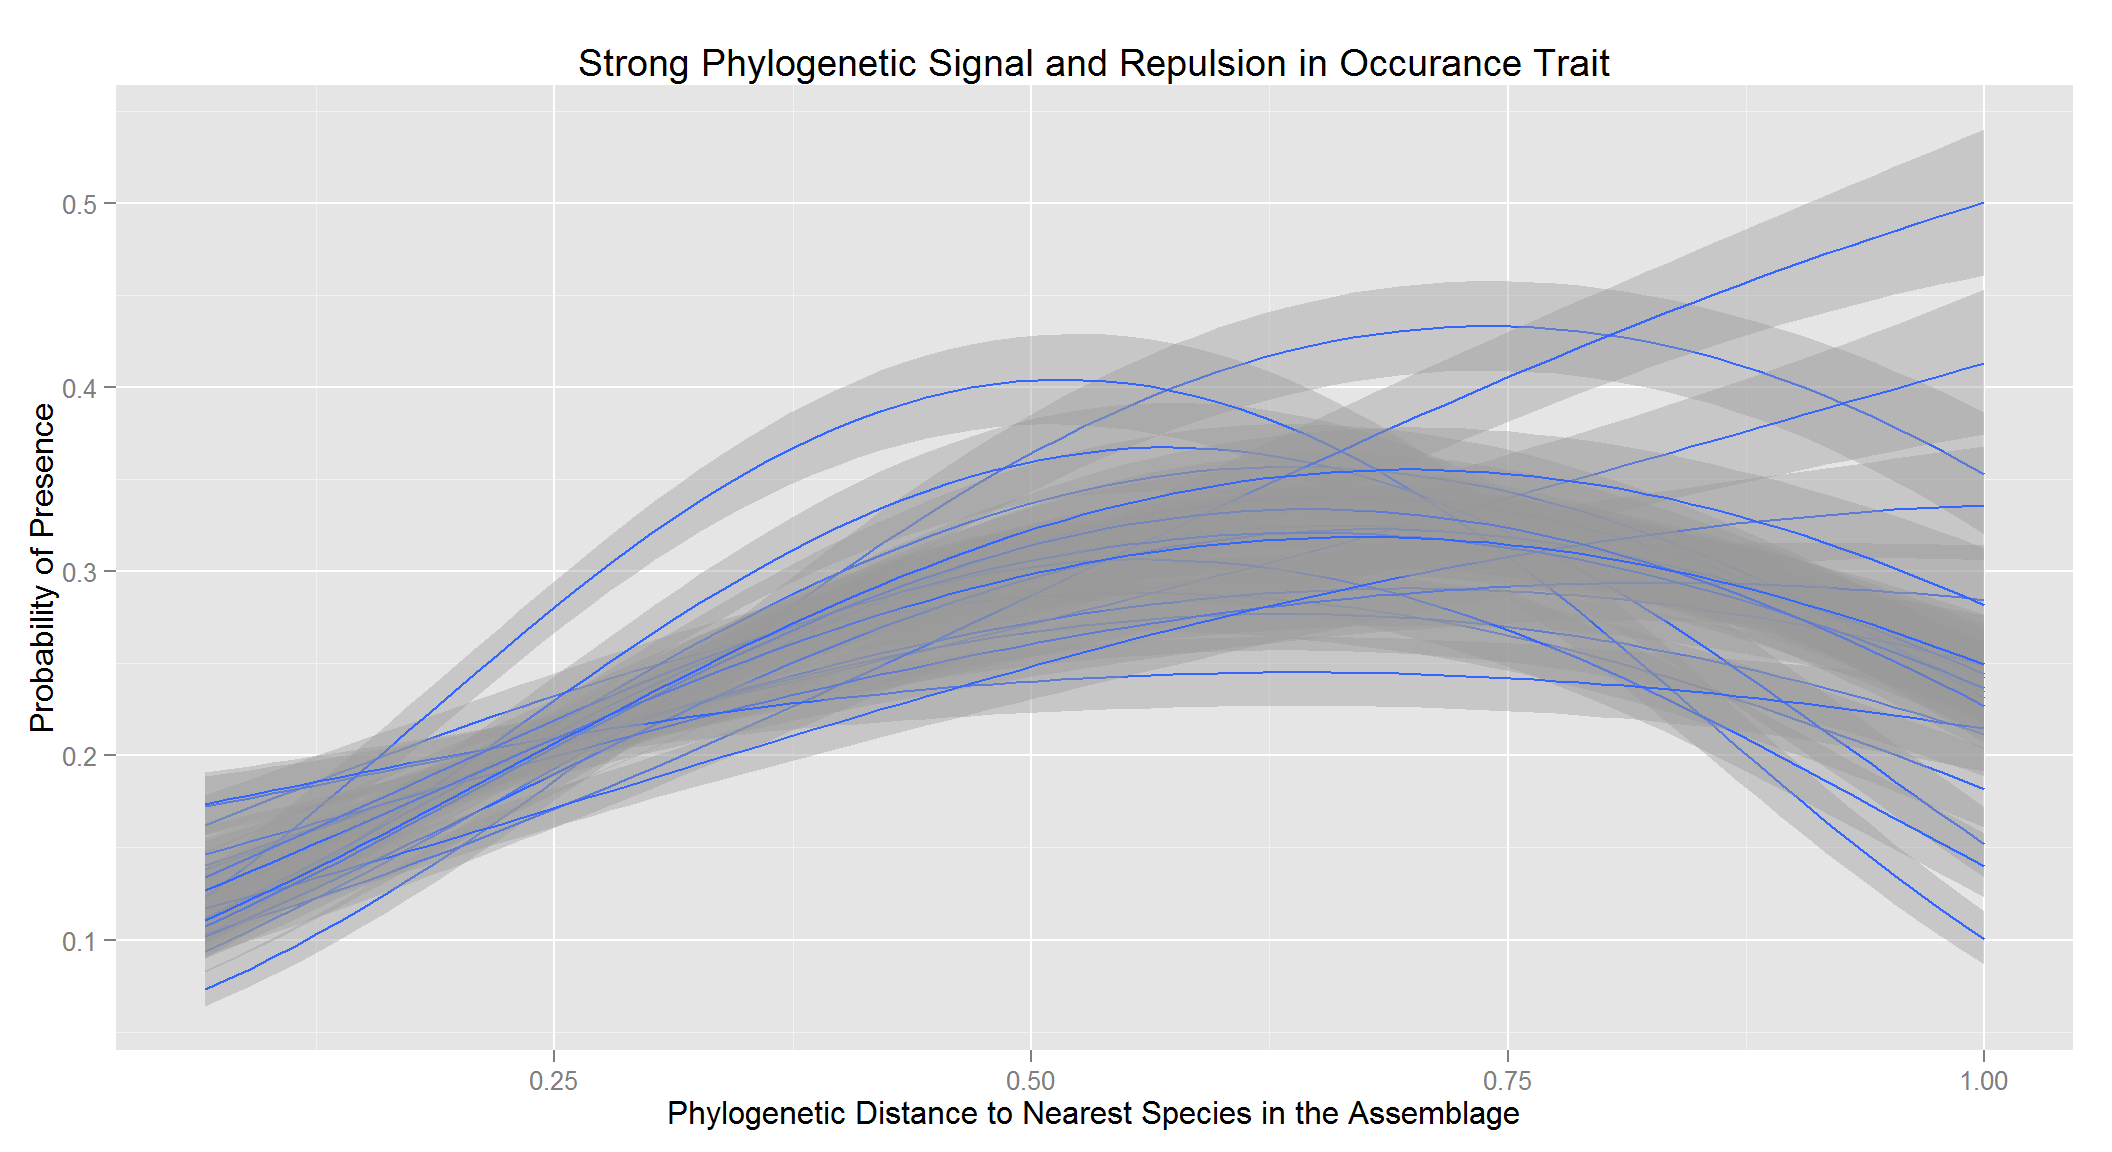 Strong Phylogenetic Signal and Repulsion in Occurance Trait
Probability of Presence
0.5
0.4
0.3
0.2
0.1
0.25 0.50 0.75 1.00
Phylogenetic Distance to Nearest Species in the Assemblage